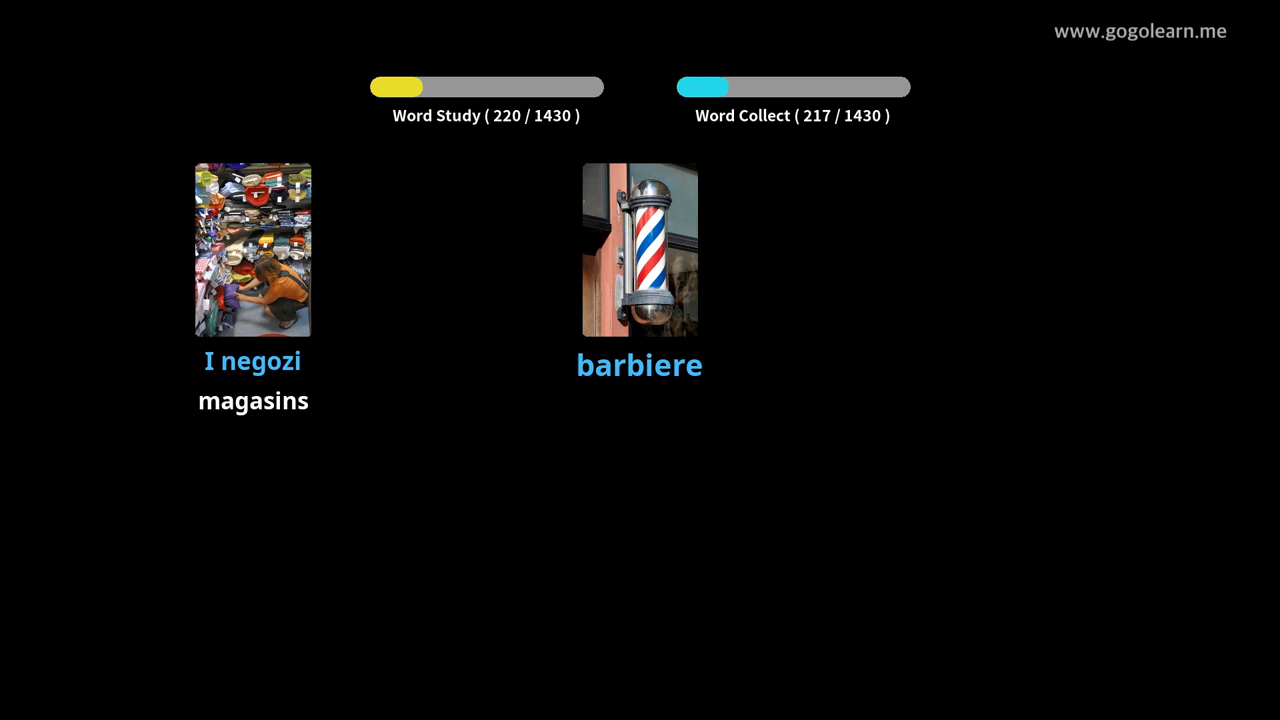 www.gogolearn.me
Word Study ( 220 / 1430 )
Word Collect ( 217 / 1430 )
I negozi
magasins
barbiere